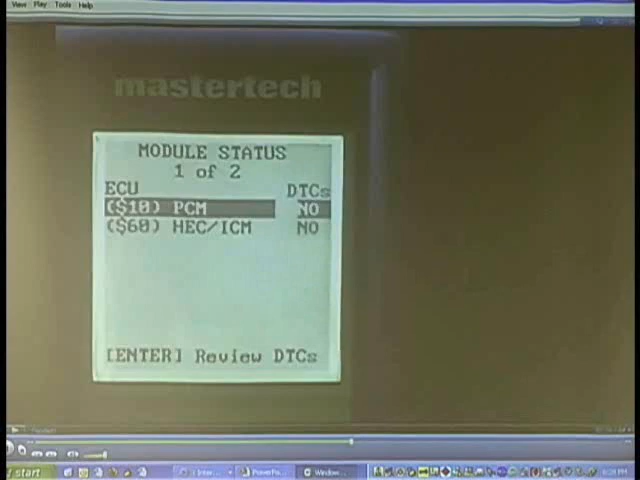 View Play Tools Help
mastertech
MODULE STATUS
1 of 2
ECU DTCs
($10) PCM NO
($60) HEC/ICM NO
[ENTER] Review DTCs
start
Window...